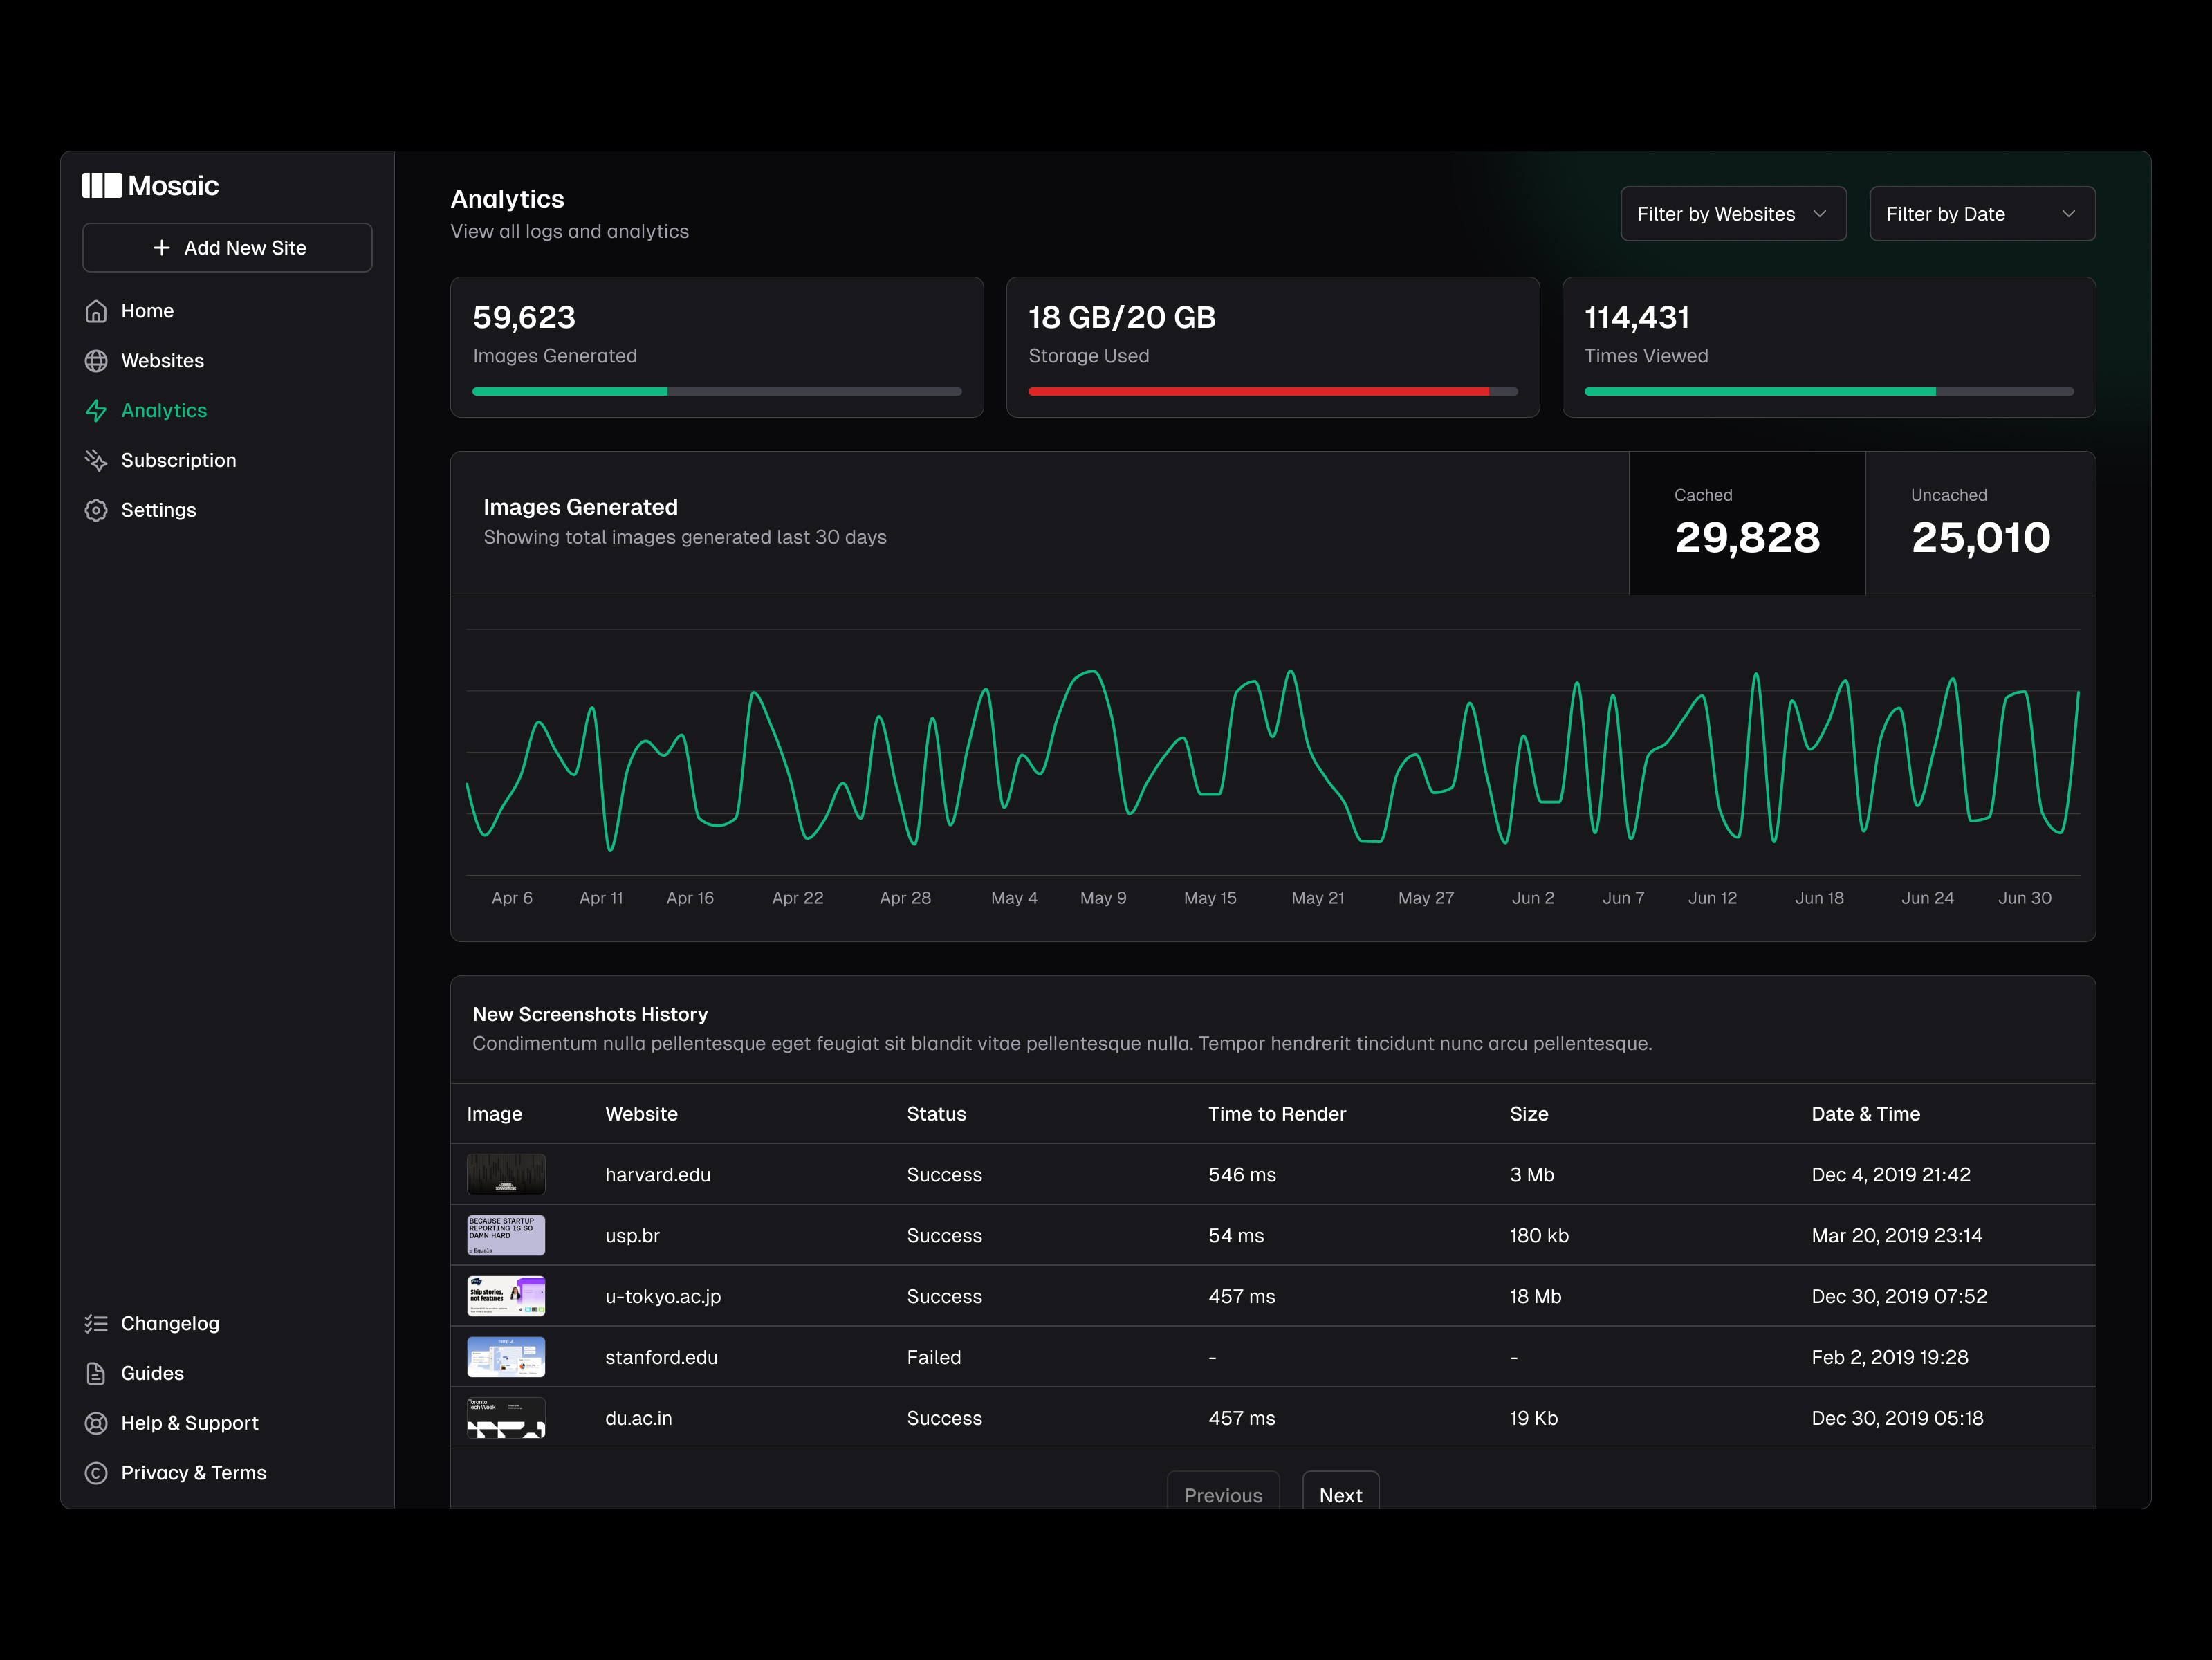 Mosaic
Add New Site
Home
Websites
Analytics
Subscription
Settings
Changelog
Guides
Help & Support
Privacy & Terms
Analytics
View all logs and analytics
Filter by Websites
Filter by Date
59,623
Images Generated
18 GB/20 GB
Storage Used
114,431
Times Viewed
Images Generated
Showing total images generated last 30 days
Cached
29,828
Uncached
25,010
Apr 6 Apr 11 Apr 16 Apr 22 Apr 28 May 4 May 9 May 15 May 21 May 27 Jun 2 Jun 7 Jun 12 Jun 18 Jun 24 Jun 30
New Screenshots History
Condimentum nulla pellentesque eget feugiat sit blandit vitae pellentesque nulla. Tempor hendrerit tincidunt nunc arcu pellentesque.
Image Website Status Time to Render Size Date & Time
harvard.edu Success 546 ms 3 Mb Dec 4, 2019 21:42
BECAUSE STARTUP
REPORTING IS SO
DAMN HARD
Equals
usp.br Success 54 ms 180 kb Mar 20, 2019 23:14
Ship stories,
not features
u-tokyo.ac.jp Success 457 ms 18 Mb Dec 30, 2019 07:52
stanford.edu Failed - - Feb 2, 2019 19:28
Toronto
Tech Week
du.ac.in Success 457 ms 19 Kb Dec 30, 2019 05:18
Previous
Next